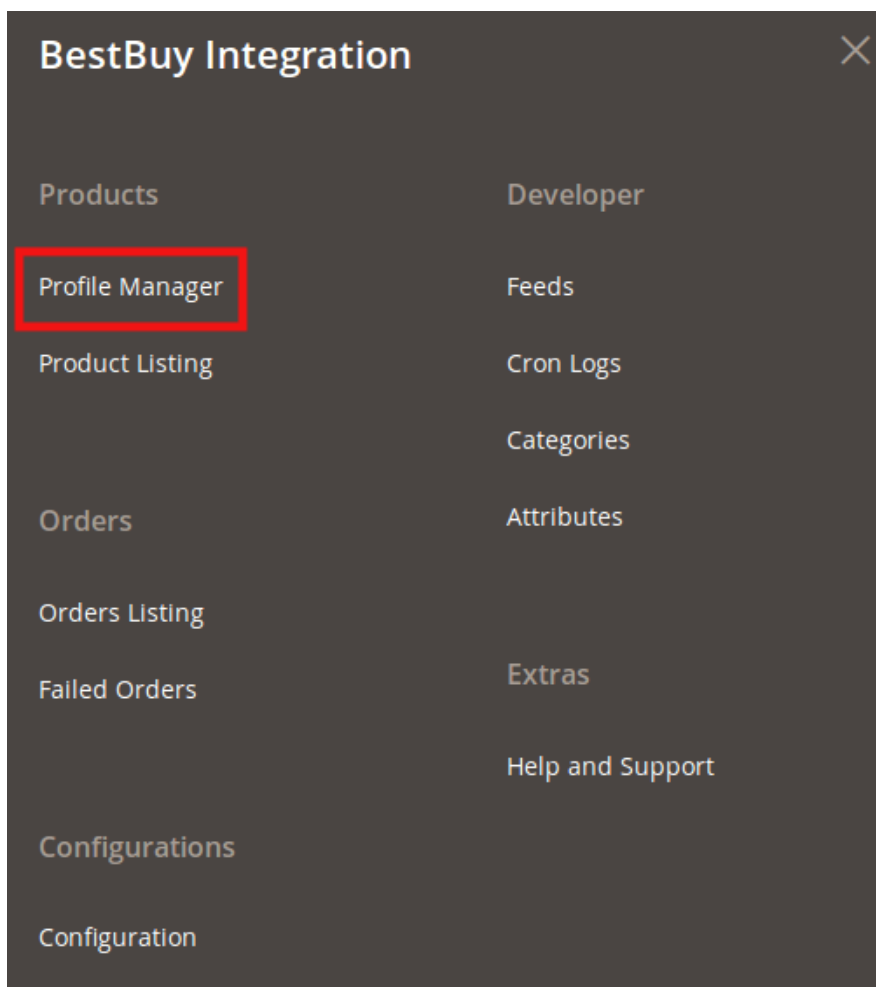 BestBuy Integration
Products
Profile Manager
Product Listing
Orders
Orders Listing
Failed Orders
Configurations
Configuration
Developer
Feeds
Cron Logs
Categories
Attributes
Extras
Help and Support